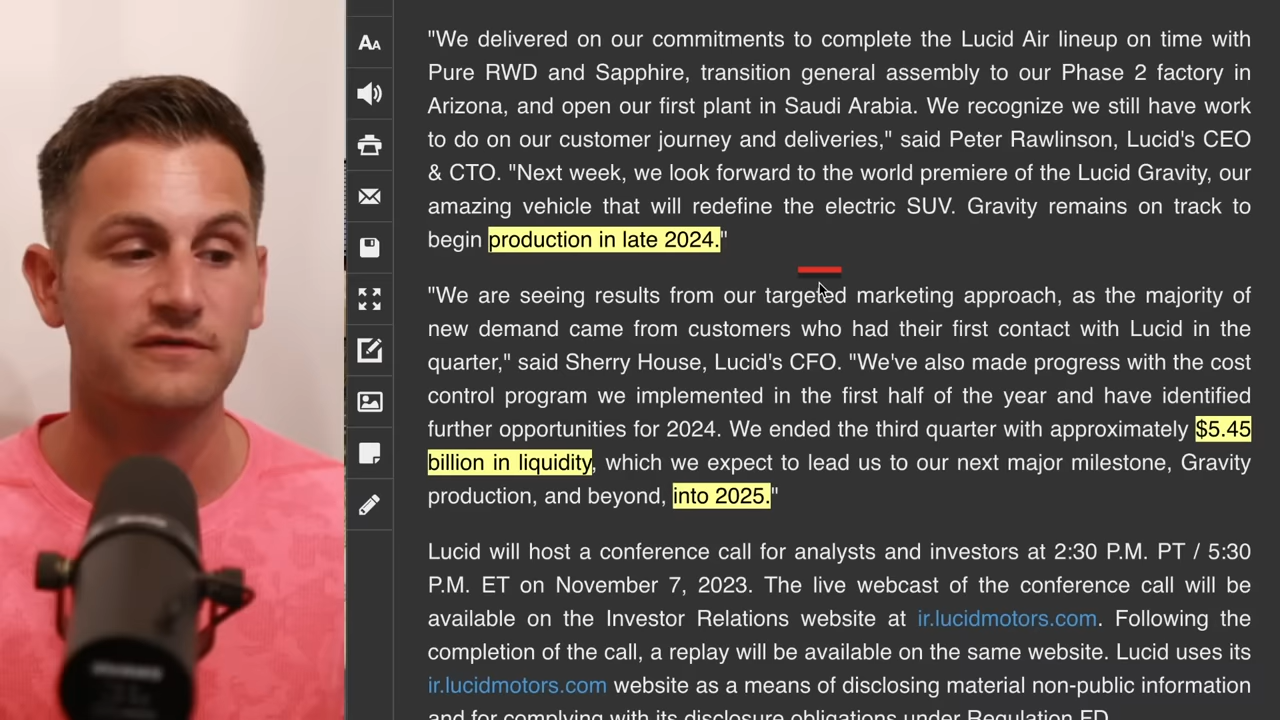 "We delivered on our commitments to complete the Lucid Air lineup on time with
Pure RWD and Sapphire, transition general assembly to our Phase 2 factory in
Arizona, and open our first plant in Saudi Arabia. We recognize we still have work
to do on our customer journey and deliveries," said Peter Rawlinson, Lucid's CEO
& CTO. "Next week, we look forward to the world premiere of the Lucid Gravity, our
amazing vehicle that will redefine the electric SUV. Gravity remains on track to
begin production in late 2024."
"We are seeing results from our targeted marketing approach, as the majority of
new demand came from customers who had their first contact with Lucid in the
quarter," said Sherry House, Lucid's CFO. "We've also made progress with the cost
control program we implemented in the first half of the year and have identified
further opportunities for 2024. We ended the third quarter with approximately $5.45
billion in liquidity, which we expect to lead us to our next major milestone, Gravity
production, and beyond, into 2025."
Lucid will host a conference call for analysts and investors at 2:30 P.M. PT / 5:30
P.M. ET on November 7, 2023. The live webcast of the conference call will be
available on the Investor Relations website at ir.lucidmotors.com. Following the
completion of the call, a replay will be available on the same website. Lucid uses its
ir.lucidmotors.com website as a means of disclosing material non-public information
and for complying with its disclosure obligations under Regulation FD.